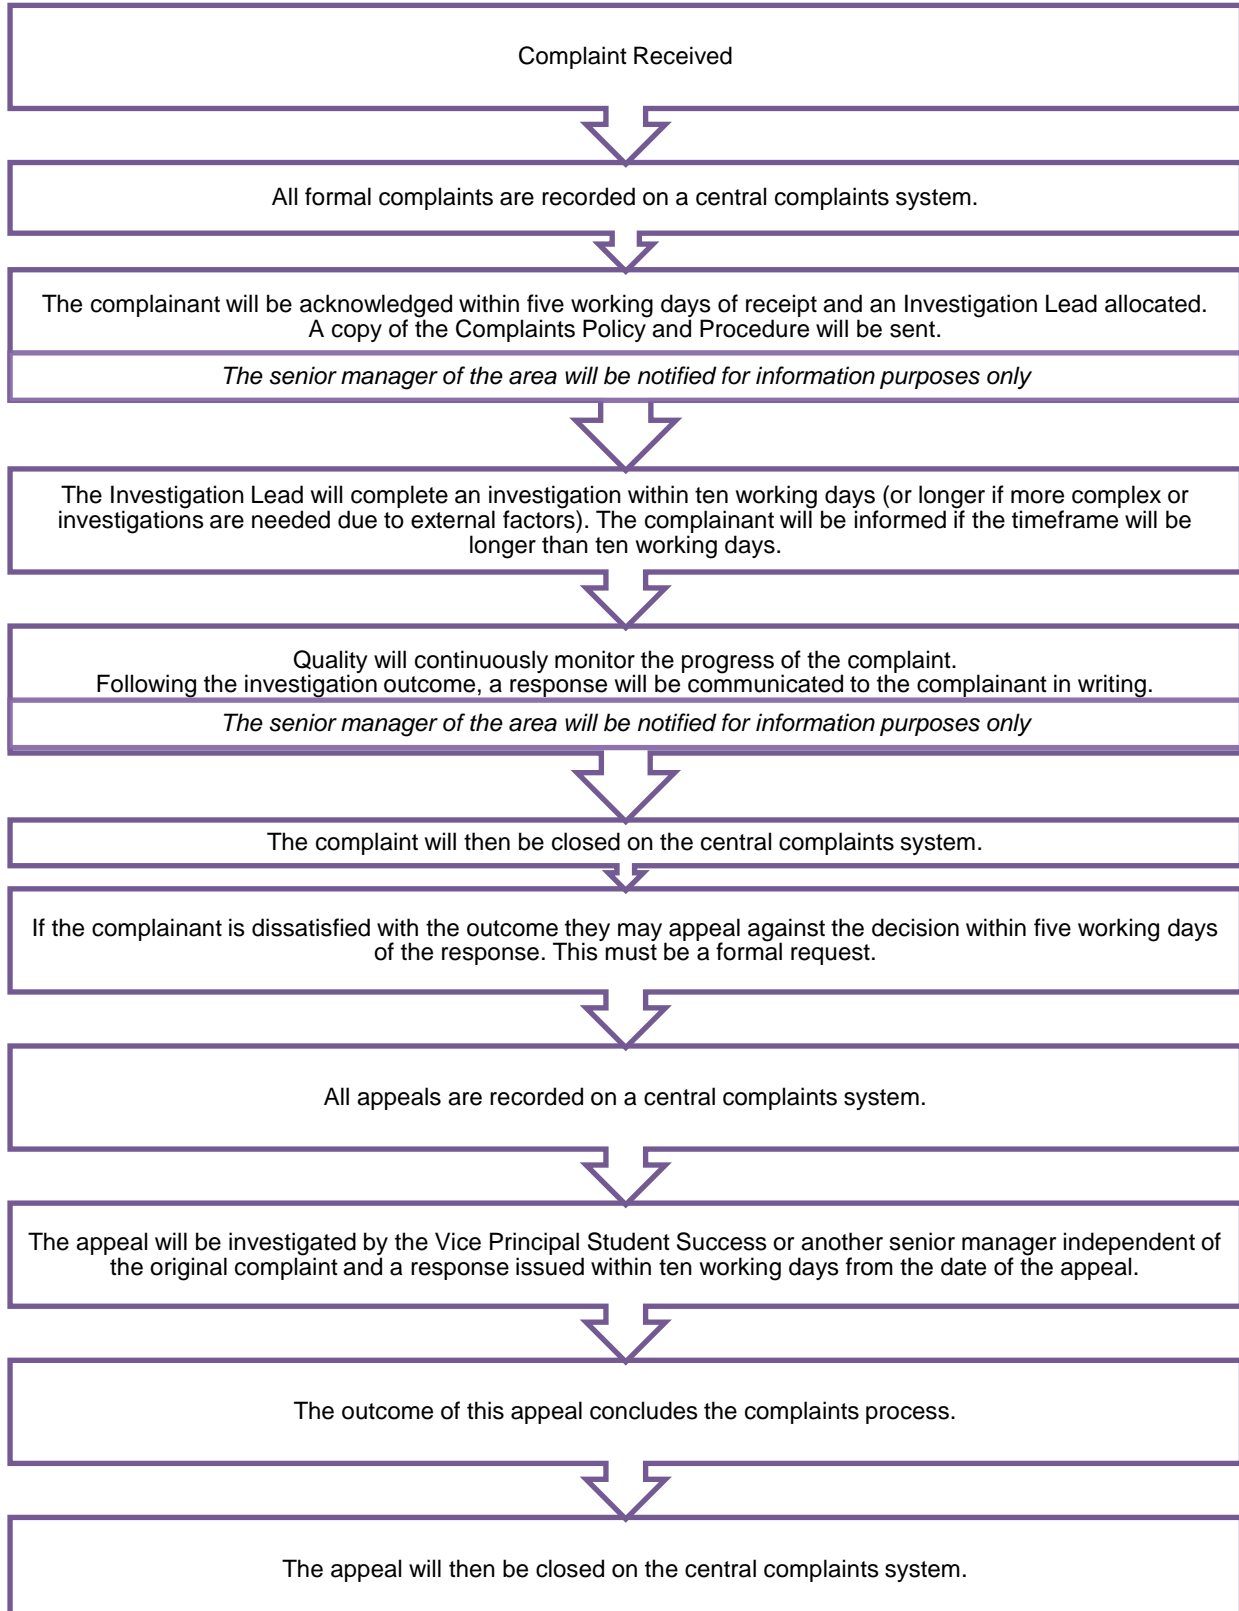 Complaint Received
All formal complaints are recorded on a central complaints system.
The complainant will be acknowledged within five working days of receipt and an Investigation Lead allocated.
A copy of the Complaints Policy and Procedure will be sent.
The senior manager of the area will be notified for information purposes only
The Investigation Lead will complete an investigation within ten working days (or longer if more complex or
investigations are needed due to external factors). The complainant will be informed if the timeframe will be
longer than ten working days.
Quality will continuously monitor the progress of the complaint.
Following the investigation outcome, a response will be communicated to the complainant in writing.
The senior manager of the area will be notified for information purposes only
The complaint will then be closed on the central complaints system.
If the complainant is dissatisfied with the outcome they may appeal against the decision within five working days
of the response. This must be a formal request.
All appeals are recorded on a central complaints system.
The appeal will be investigated by the Vice Principal Student Success or another senior manager independent of
the original complaint and a response issued within ten working days from the date of the appeal.
The outcome of this appeal concludes the complaints process.
The appeal will then be closed on the central complaints system.